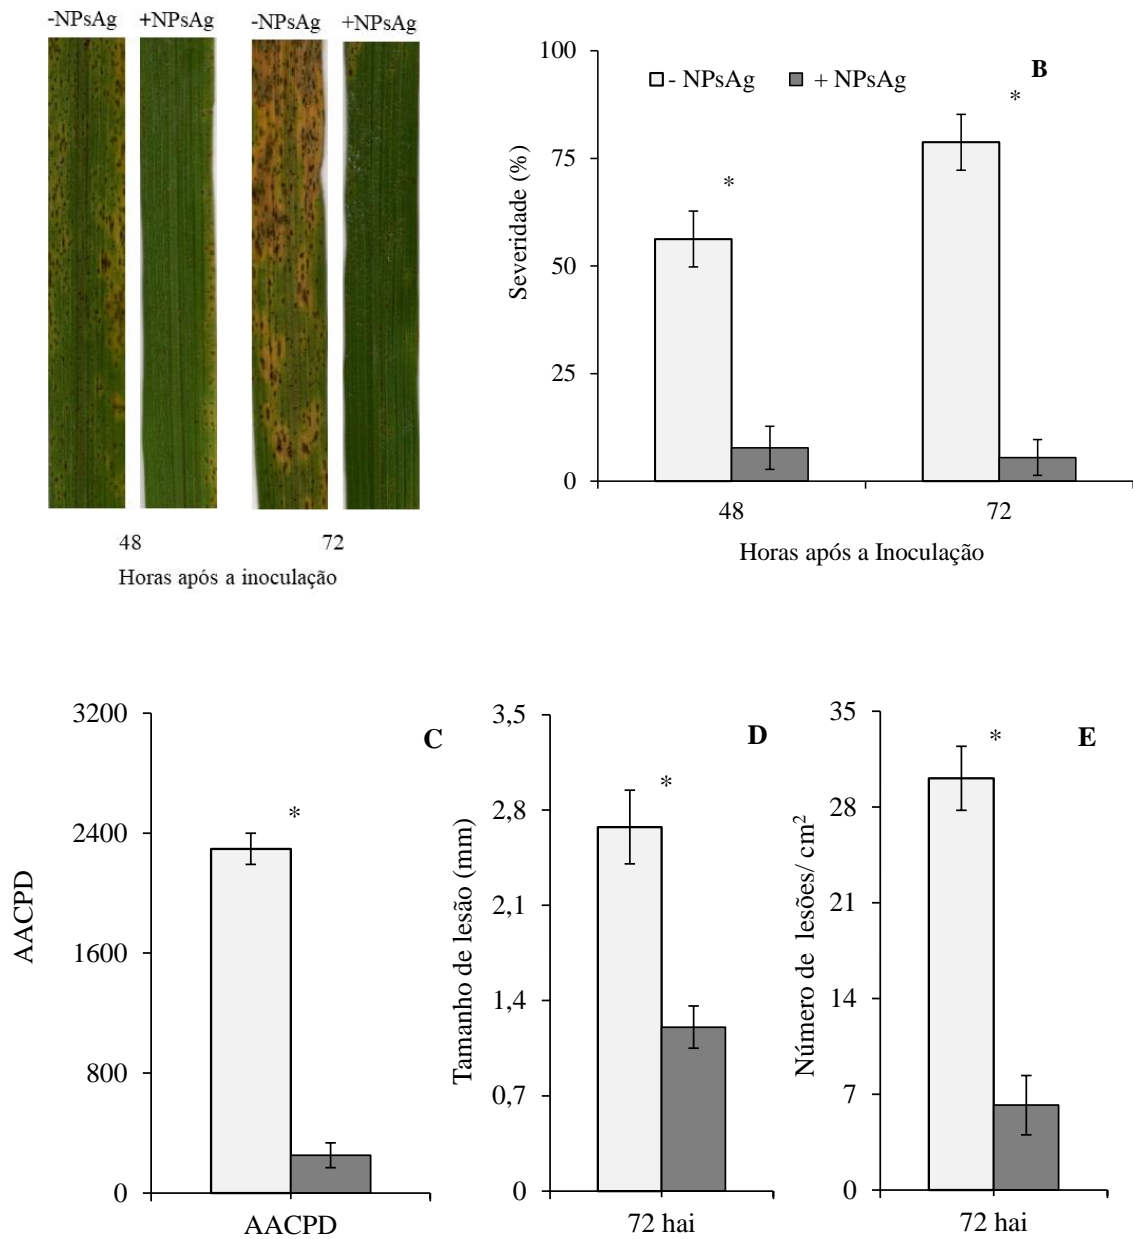 -NPsAg +NPsAg -NPsAg +NPsAg
48 72
Horas após a inoculação
B
- NPsAg + NPsAg
*
*
Severidade (%)
100
75
50
25
0
48 72
Horas após a Inoculação
C
*
AACPD
3200
2400
1600
800
0
AACPD
D
*
Tamanho de lesão (mm)
3,5
2,8
2,1
1,4
0,7
0
72 hai
E
*
Número de lesões/ cm²
35
28
21
14
7
0
72 hai